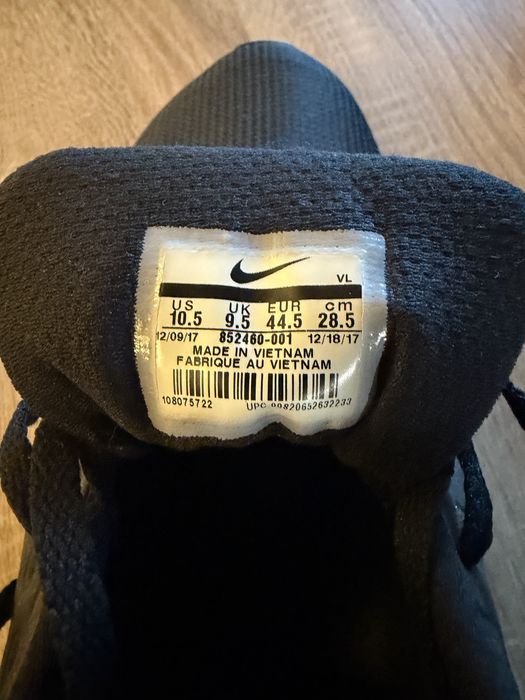 VL
US UK EUR cm
10.5 9.5 44.5 28.5
12/09/17 852460-001 12/18/17
MADE IN VIETNAM
FABRIQUE AU VIETNAM
108075722 UPC 00820652632233